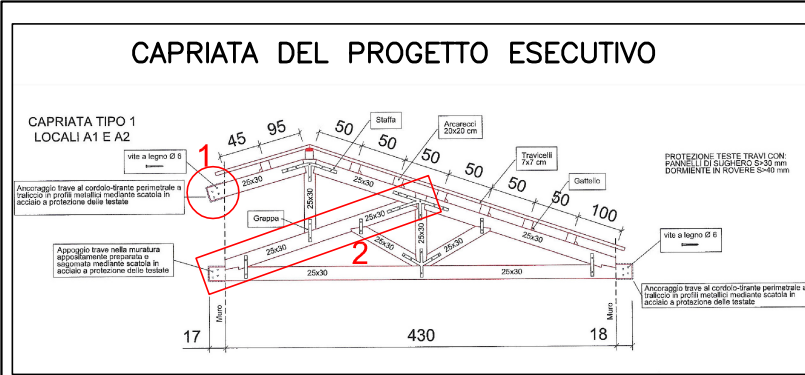 CAPRIATA DEL PROGETTO ESECUTIVO
CAPRIATA TIPO 1
LOCALI A1 E A2
vite a legno Ø 6
1
Ancoraggio trave al cordolo-tirante perimetrale a
traliccio in profili metallici mediante scatola in
acciaio a protezione delle testate
45
95
50
50
50
50
50
50
100
Staffa
Arcarecci
20x20 cm
Travicelli
7x7 cm
Gattello
PROTEZIONE TESTE TRAVI CON:
PANNELLI DI SUGHERO S>30 mm
DORMIENTE IN ROVERE S>40 mm
25x30
25x30
25x30
Grappa
25x30
25x30
2
25x30
25x30
25x30
25x30
25x30
25x30
25x30
Appoggio trave nella muratura
appositamente preparata e
sagomata mediante scatola in
acciaio a protezione delle testate
vite a legno Ø 6
Ancoraggio trave al cordolo-tirante perimetrale a
traliccio in profili metallici mediante scatola in
acciaio a protezione delle testate
Muro
Muro
17
430
18